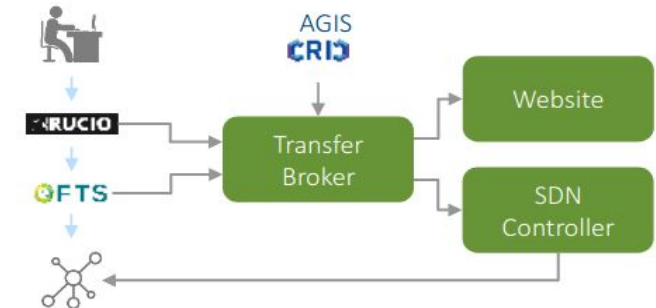 AGIS
CRIC
RUCIO
FTS
Transfer
Broker
Website
SDN
Controller